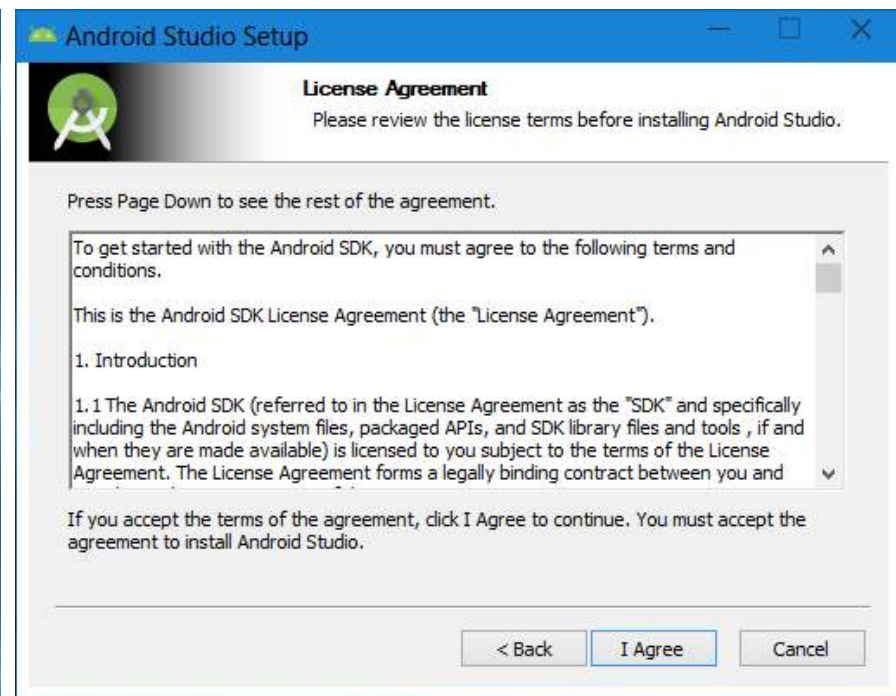 Android Studio Setup
License Agreement
Please review the license terms before installing Android Studio.
Press Page Down to see the rest of the agreement.
To get started with the Android SDK, you must agree to the following terms and
conditions.
This is the Android SDK License Agreement (the "License Agreement").
1. Introduction
1.1 The Android SDK (referred to in the License Agreement as the "SDK" and specifically
including the Android system files, packaged APIs, and SDK library files and tools , if and
when they are made available) is licensed to you subject to the terms of the License
Agreement. The License Agreement forms a legally binding contract between you and
If you accept the terms of the agreement, click I Agree to continue. You must accept the
agreement to install Android Studio.
< Back I Agree Cancel